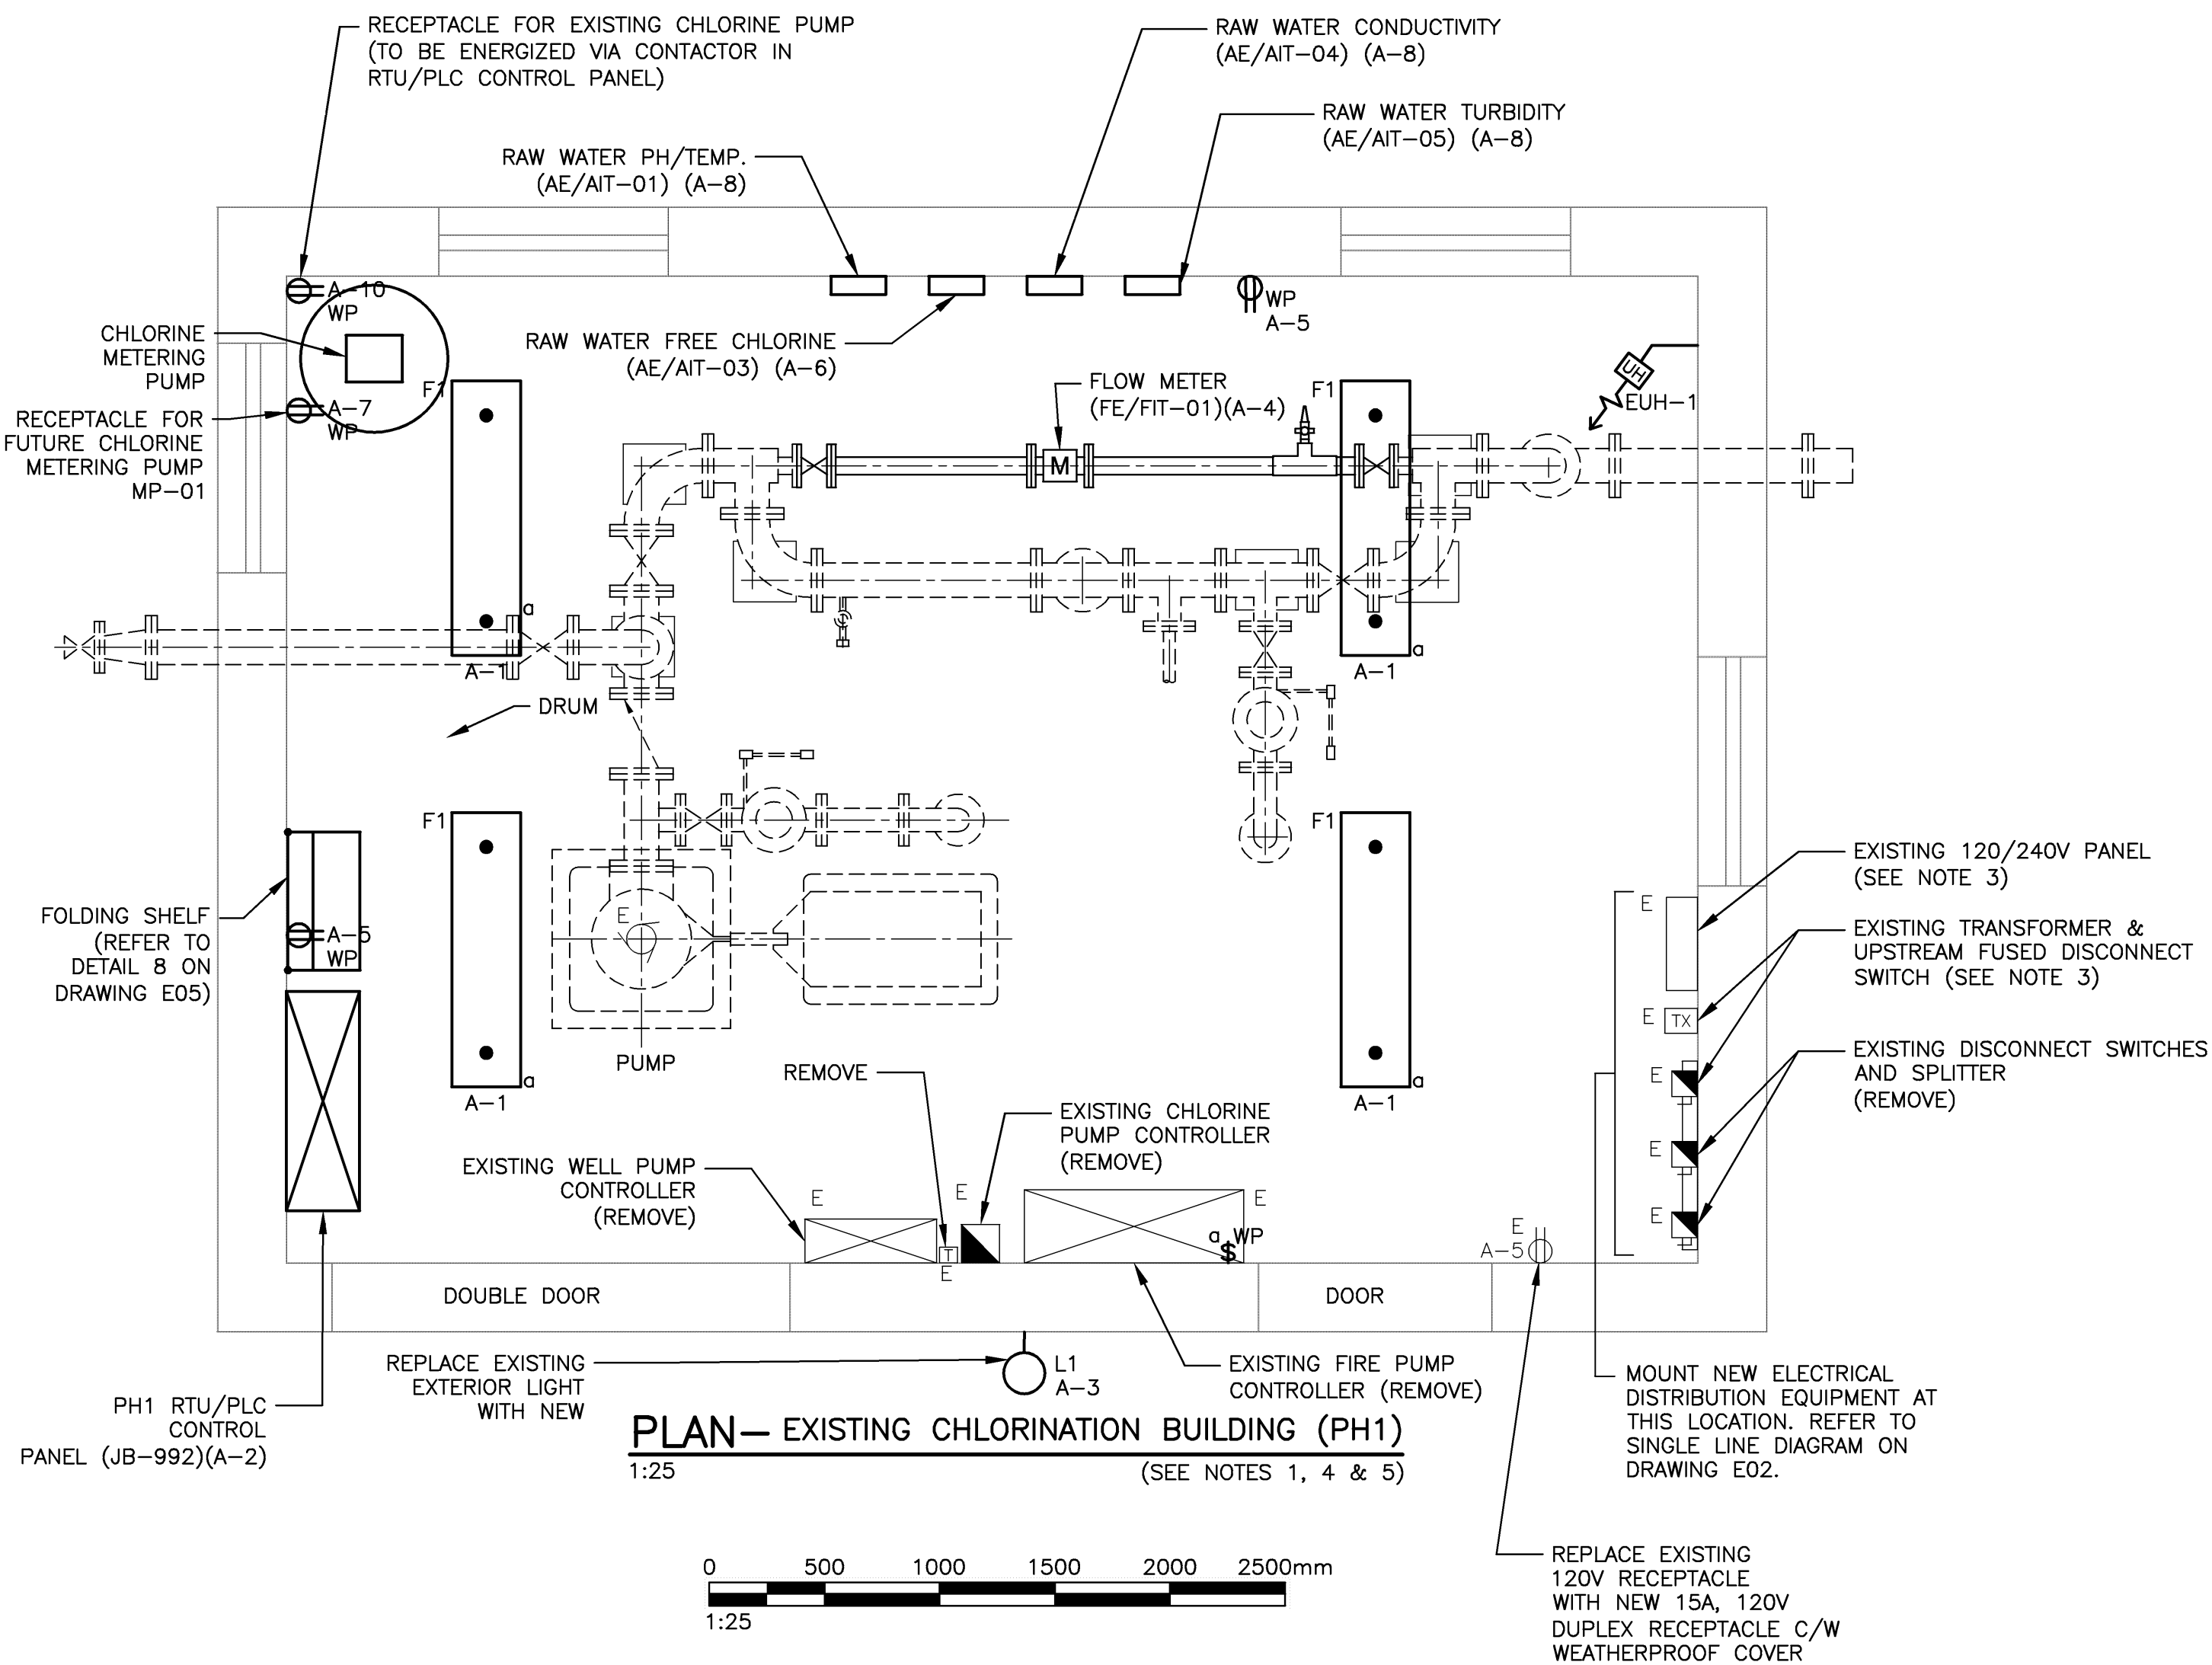 RECEPTACLE FOR EXISTING CHLORINE PUMP
(TO BE ENERGIZED VIA CONTACTOR IN
RTU/PLC CONTROL PANEL)
RAW WATER CONDUCTIVITY
(AE/AIT-04) (A-8)
RAW WATER TURBIDITY
(AE/AIT-05) (A-8)
RAW WATER PH/TEMP.
(AE/AIT-01) (A-8)
A-10
WP
WP
A-5
CHLORINE
METERING
PUMP
RAW WATER FREE CHLORINE
(AE/AIT-03) (A-6)
UH
EUH-1
A-7
WP
RECEPTACLE FOR
FUTURE CHLORINE
METERING PUMP
MP-01
F1
FLOW METER
(FE/FIT-01)(A-4)
F1
M
a
A-1
a
A-1
DRUM
F1
F1
E
EXISTING 120/240V PANEL
(SEE NOTE 3)
E
FOLDING SHELF
(REFER TO
DETAIL 8 ON
DRAWING E05)
A-5
WP
EXISTING TRANSFORMER &
UPSTREAM FUSED DISCONNECT
SWITCH (SEE NOTE 3)
E
TX
PUMP
REMOVE
a
A-1
a
A-1
E
EXISTING DISCONNECT SWITCHES
AND SPLITTER
(REMOVE)
E
E
EXISTING CHLORINE
PUMP CONTROLLER
(REMOVE)
EXISTING WELL PUMP
CONTROLLER
(REMOVE)
E
E
E
a WP
$
T
E
E
A-5
DOUBLE DOOR
DOOR
REPLACE EXISTING
EXTERIOR LIGHT
WITH NEW
L1
A-3
EXISTING FIRE PUMP
CONTROLLER (REMOVE)
MOUNT NEW ELECTRICAL
DISTRIBUTION EQUIPMENT AT
THIS LOCATION. REFER TO
SINGLE LINE DIAGRAM ON
DRAWING E02.
PH1 RTU/PLC
CONTROL
PANEL (JB-992)(A-2)
PLAN- EXISTING CHLORINATION BUILDING (PH1)
1:25
(SEE NOTES 1, 4 & 5)
0 500 1000 1500 2000 2500mm
1:25
REPLACE EXISTING
120V RECEPTACLE
WITH NEW 15A, 120V
DUPLEX RECEPTACLE C/W
WEATHERPROOF COVER